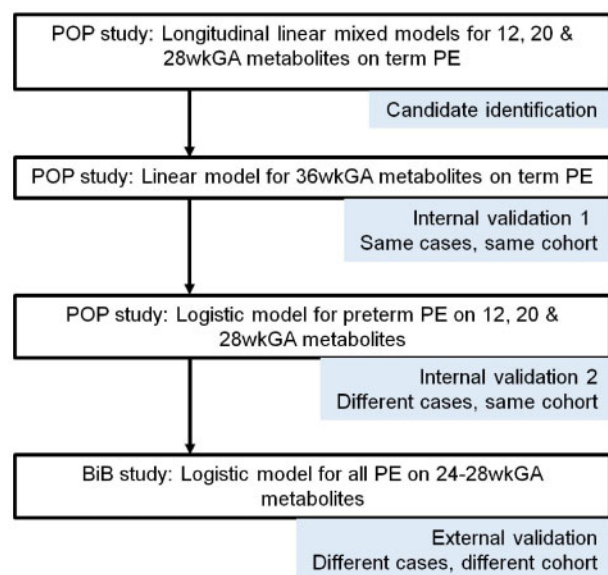 POP study: Longitudinal linear mixed models for 12, 20 &
28wkGA metabolites on term PE
Candidate identification
POP study: Linear model for 36wkGA metabolites on term PE
Internal validation 1
Same cases, same cohort
POP study: Logistic model for preterm PE on 12, 20 &
28wkGA metabolites
Internal validation 2
Different cases, same cohort
BiB study: Logistic model for all PE on 24-28wkGA
metabolites
External validation
Different cases, different cohort